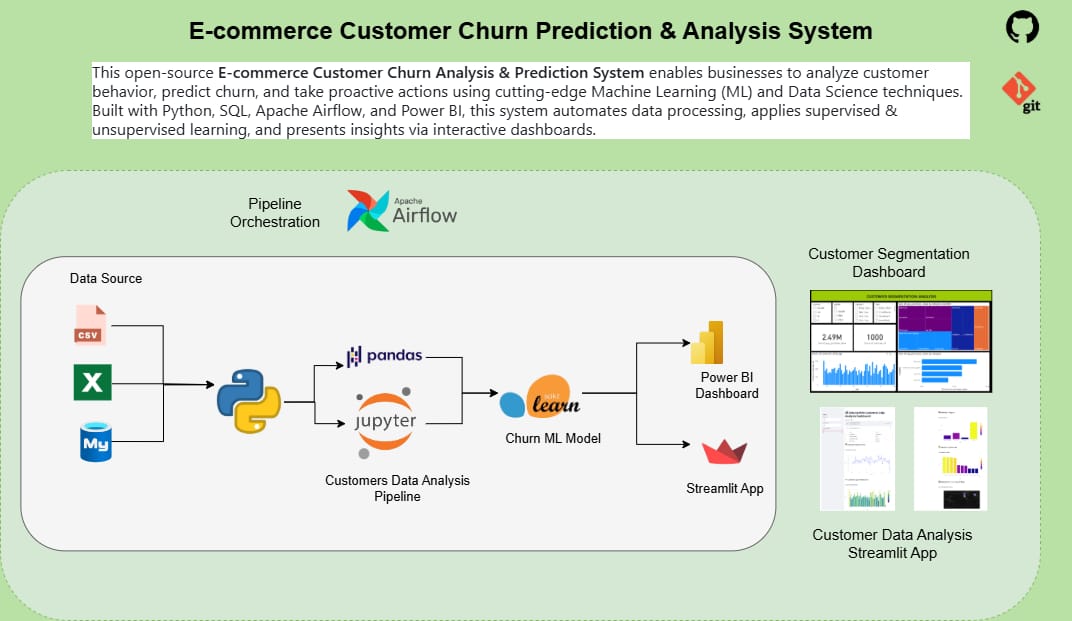 E-commerce Customer Churn Prediction & Analysis System
This open-source E-commerce Customer Churn Analysis & Prediction System enables businesses to analyze customer
behavior, predict churn, and take proactive actions using cutting-edge Machine Learning (ML) and Data Science techniques.
Built with Python, SQL, Apache Airflow, and Power BI, this system automates data processing, applies supervised &
unsupervised learning, and presents insights via interactive dashboards.
git
Pipeline
Orchestration
Apache
Airflow
Data Source
CSV
X
My
pandas
jupyter
Customers Data Analysis
Pipeline
scikit
learn
Churn ML Model
Power BI
Dashboard
Streamlit App
Customer Segmentation
Dashboard
CUSTOMER SEGMENTATION ANALYSIS
2.49M
1000
Customer Data Analysis
Streamlit App